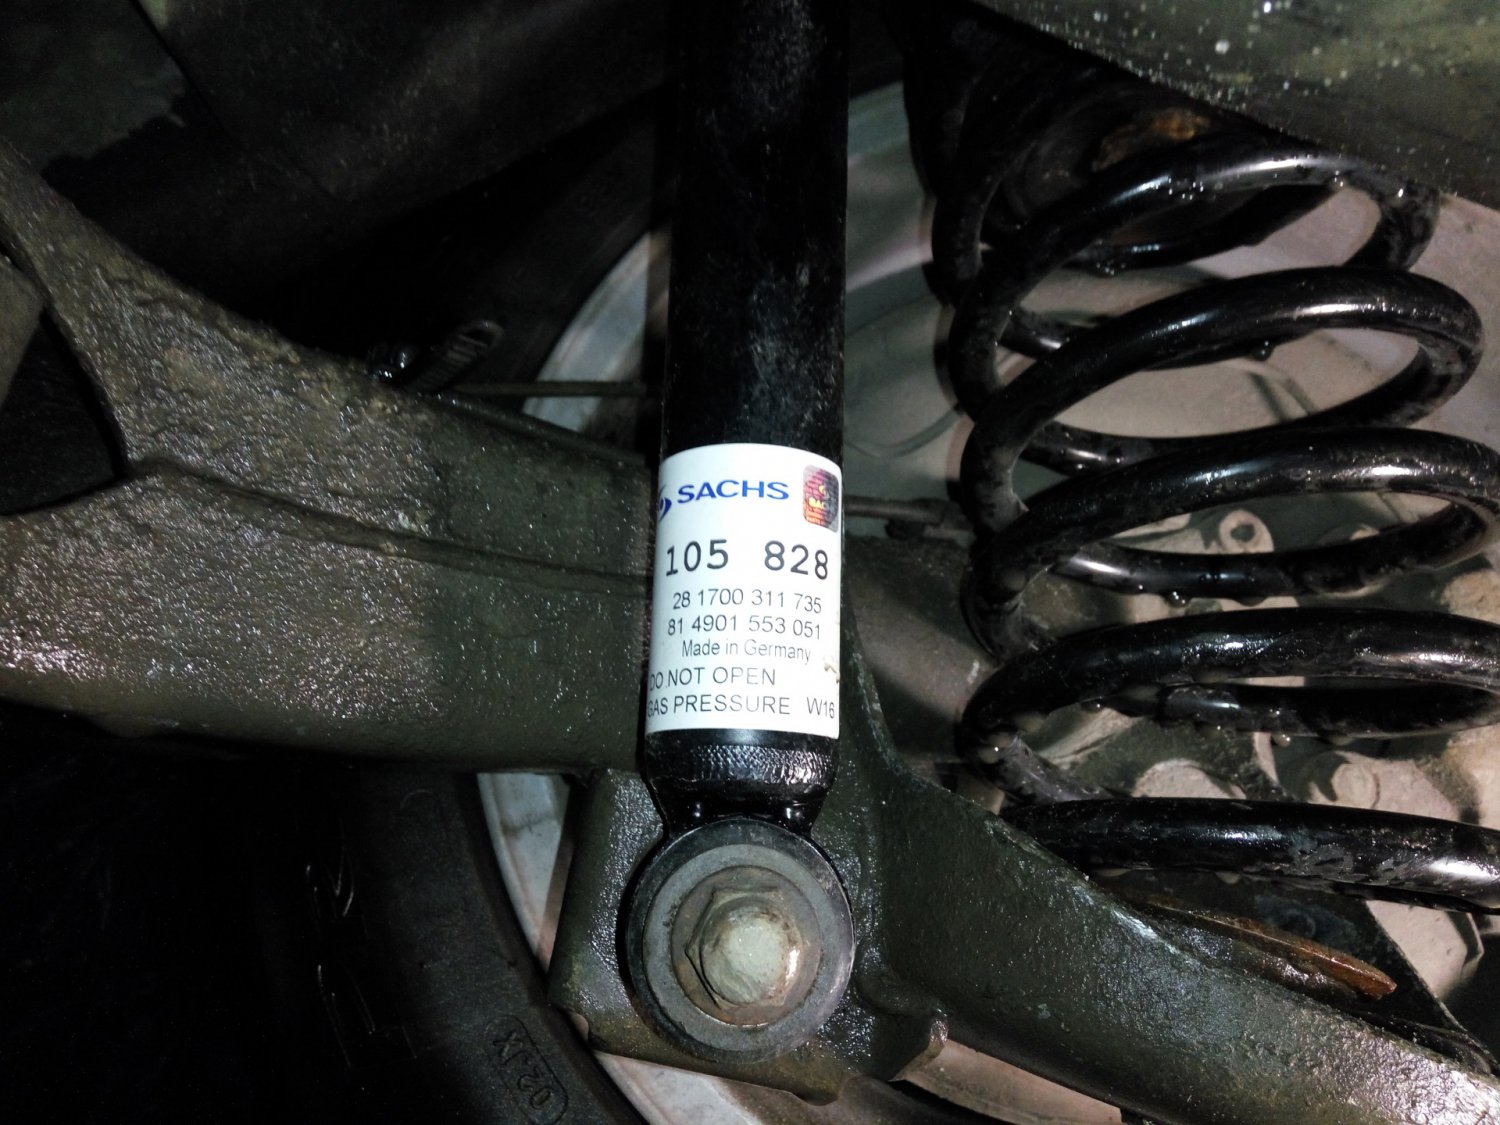 SACHS
105 828
28 1700 311 735
81 4901 553 051
Made in Germany
DO NOT OPEN
GAS PRESSURE W16